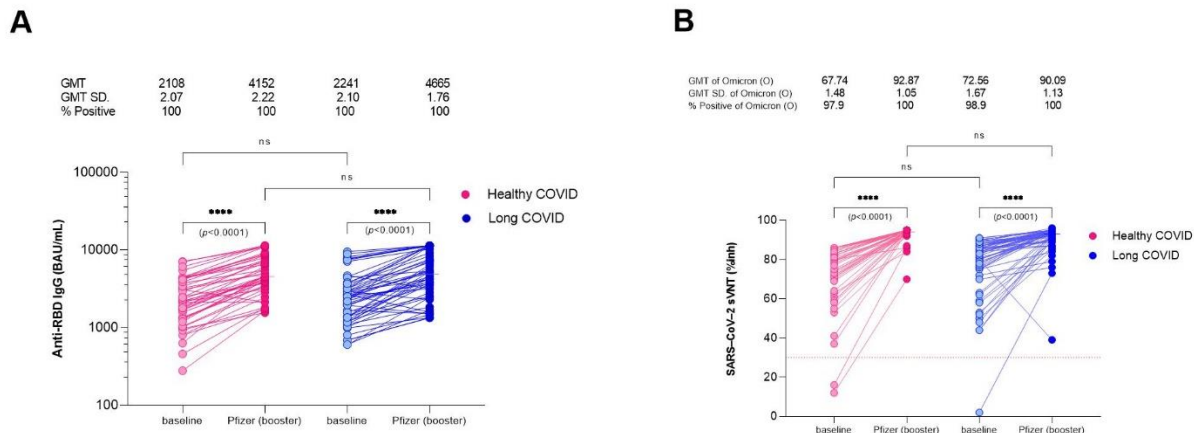 A
GMT 2108 4152 2241 4665
GMT SD. 2.07 2.22 2.10 1.76
% Positive 100 100 100 100
ns
ns
****
(p<0.0001)
****
(p<0.0001)
Healthy COVID
Long COVID
Anti-RBD IgG (BAU/mL)
100000
10000
1000
100
baseline Pfizer (booster) baseline Pfizer (booster)
B
GMT of Omicron (O) 67.74 92.87 72.56 90.09
GMT SD. of Omicron (O) 1.48 1.05 1.67 1.13
% Positive of Omicron (O) 97.9 100 98.9 100
ns
ns
****
(p<0.0001)
****
(p<0.0001)
Healthy COVID
Long COVID
SARS-CoV-2 sVNT (%inh)
100
80
60
40
20
0
baseline Pfizer (booster) baseline Pfizer (booster)